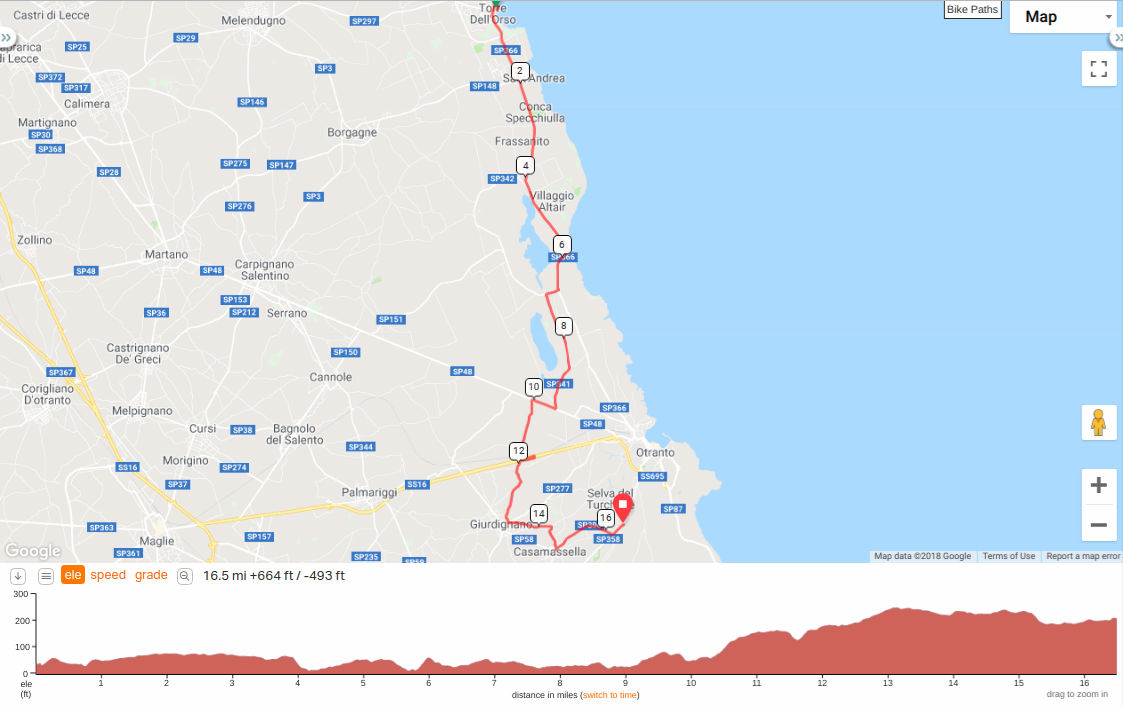 Castri di Lecce
Melendugno
SP297
Torre
Dell'Orso
Bike Paths
Map
SP29
SP25
aprarica
di Lecce
SP366
SP3
SP372
SP317
SP148
Sant'Andrea
2
Calimera
SP146
Conca
Specchiulla
Martignano
SP30
Borgagne
Frassanito
SP368
SP275
SP147
4
SP28
SP342
SP3
Villaggio
Altair
SP276
Zollino
6
Martano
SP366
SP48
SP48
Carpignano
Salentino
SP153
SP36
SP212
Serrano
SP151
8
Castrignano
De' Greci
SP150
SP367
SP48
Cannole
SP341
10
Corigliano
D'otranto
SP366
Melpignano
SP48
Cursi
SP38
Bagnolo
del Salento
SP344
12
Otranto
Morigino
SS16
SP274
SS695
SP37
SS16
SP277
Palmariggi
Selva del
SP87
14
16
Giurdignano
SP363
SP58
SP358
Maglie
SP157
SP361
SP235
Casamassella
Google
Map data ©2018 Google
Terms of Use
Report a map error
ele speed grade 16.5 mi +664 ft / -493 ft
300
200
100
0
ele
(ft)
1 2 3 4 5 6 7 8 9 10 11 12 13 14 15 16
distance in miles (switch to time)
drag to zoom in